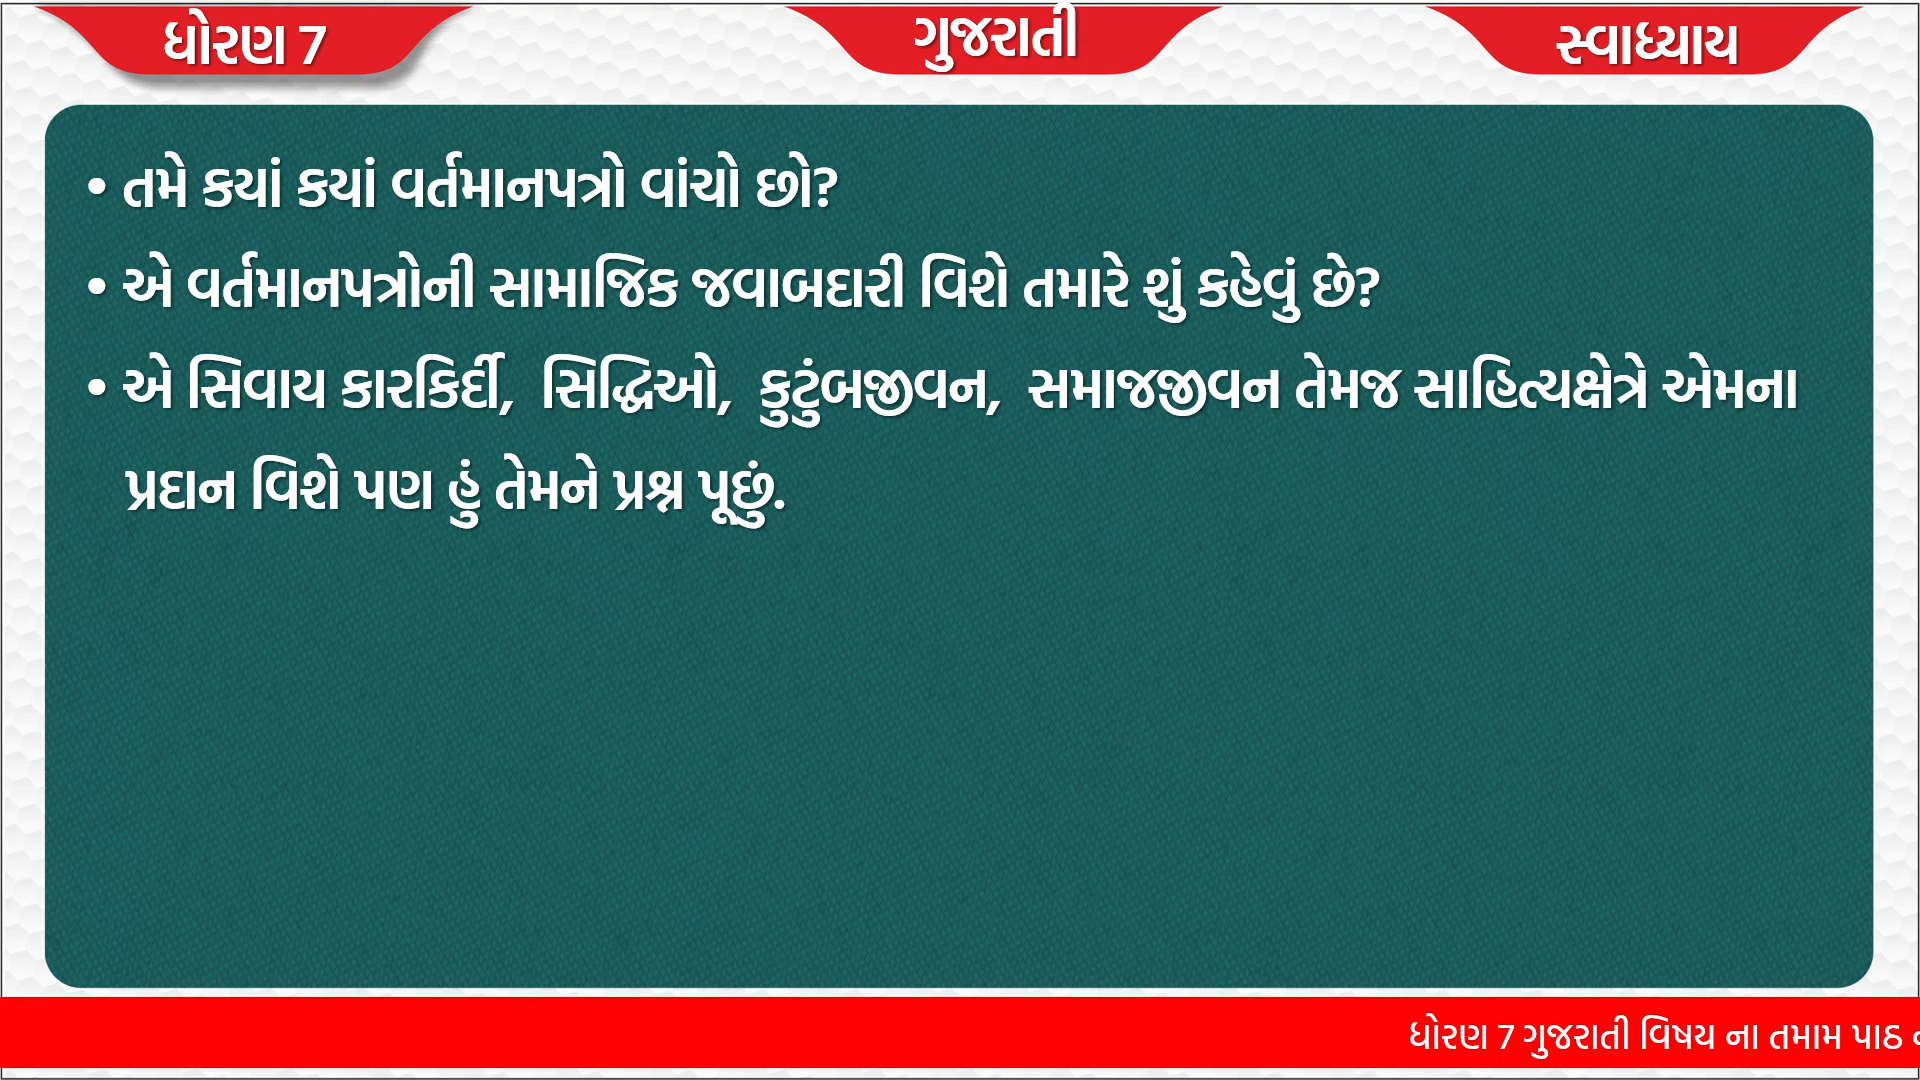 ધોરણ 7
ગુજરાતી
સ્વાધ્યાય
• તમે કયાં કયાં વર્તમાનપત્રો વાંચો છો?
• એ વર્તમાનપત્રોની સામાજિક જવાબદારી વિશે તમારે શું કહેવું છે?
• એ સિવાય કારકિર્દી, સિદ્ધિઓ, કુટુંબજીવન, સમાજજીવન તેમજ સાહિત્યક્ષેત્રે એમના
પ્રદાન વિશે પણ હું તેમને પ્રશ્ન પૂછું.
ધોરણ 7 ગુજરાતી વિષય ના તમામ પાઠ